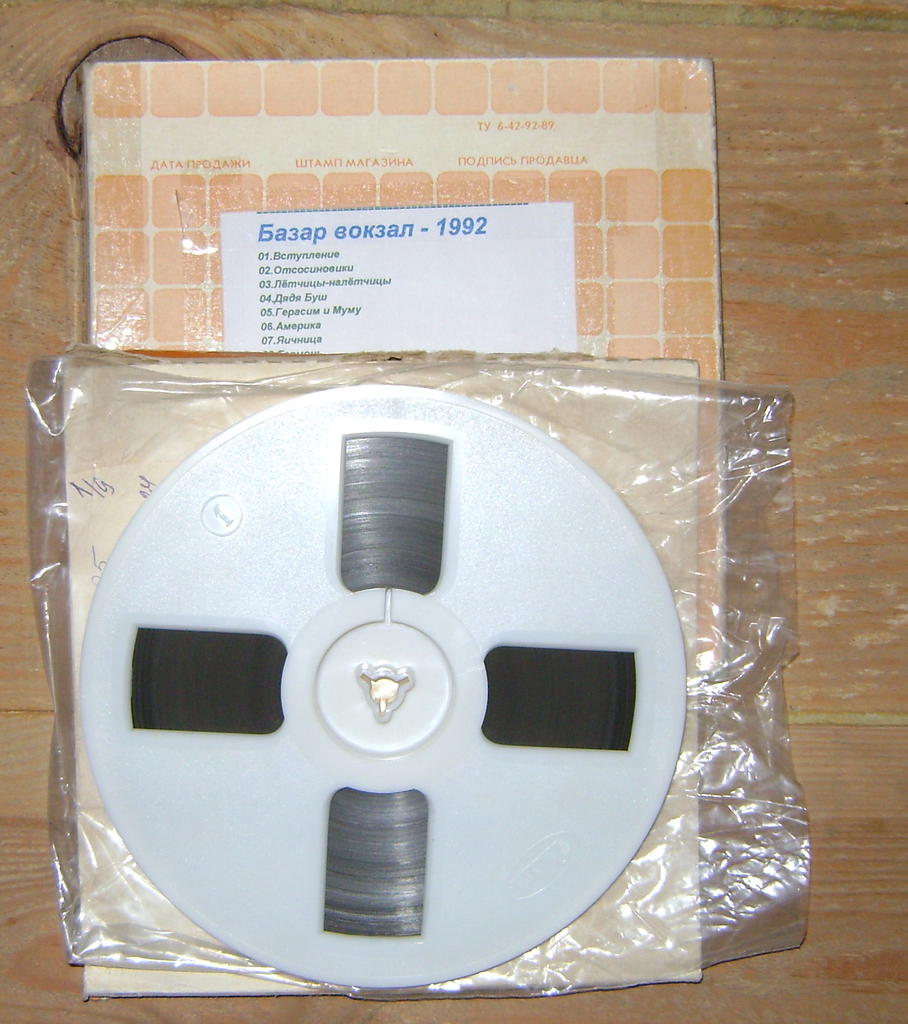 ТУ 6-42-92-89
ДАТА ПРОДАЖИ ШТАМП МАГАЗИНА ПОДПИСЬ ПРОДАВЦА
Базар вокзал - 1992
01.Вступление
02.Отсосиновики
03.Лётчицы-налётчицы
04.Дядя Буш
05.Герасим и Муму
06.Америка
07.Яичница
1